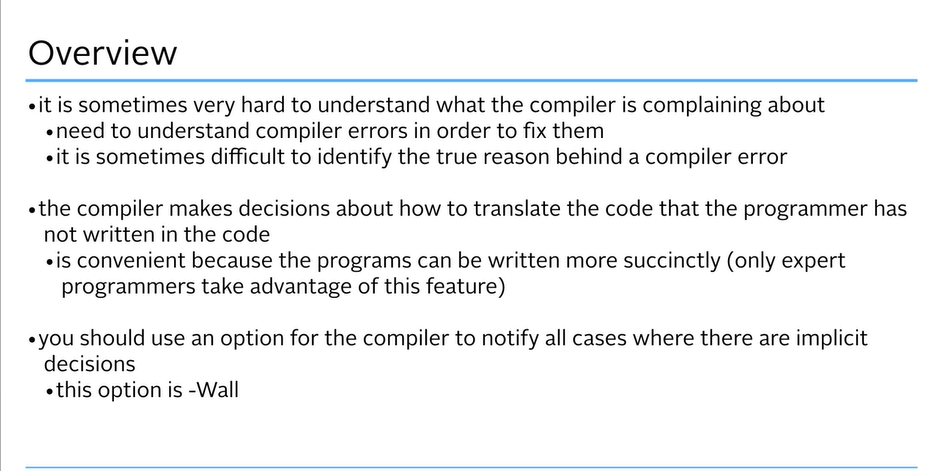 Overview
•it is sometimes very hard to understand what the compiler is complaining about
•need to understand compiler errors in order to fix them
•it is sometimes difficult to identify the true reason behind a compiler error
•the compiler makes decisions about how to translate the code that the programmer has
not written in the code
•is convenient because the programs can be written more succinctly (only expert
programmers take advantage of this feature)
•you should use an option for the compiler to notify all cases where there are implicit
decisions
•this option is -Wall